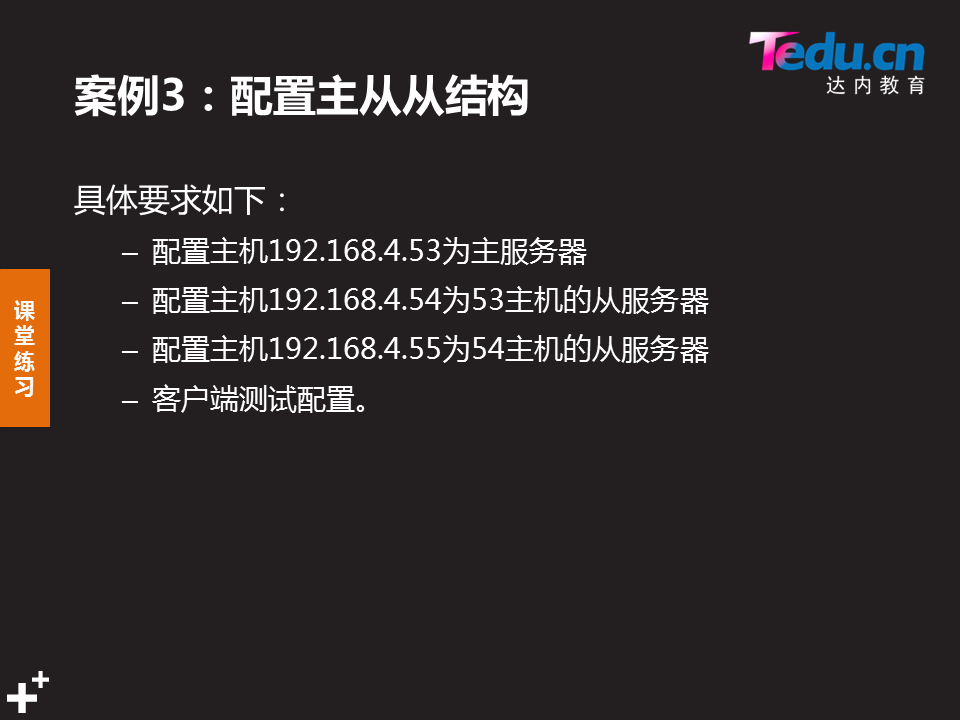 Tedu.cn
达内教育
案例3：配置主从从结构
具体要求如下：
– 配置主机192.168.4.53为主服务器
– 配置主机192.168.4.54为53主机的从服务器
– 配置主机192.168.4.55为54主机的从服务器
– 客户端测试配置。
课
堂
练
习